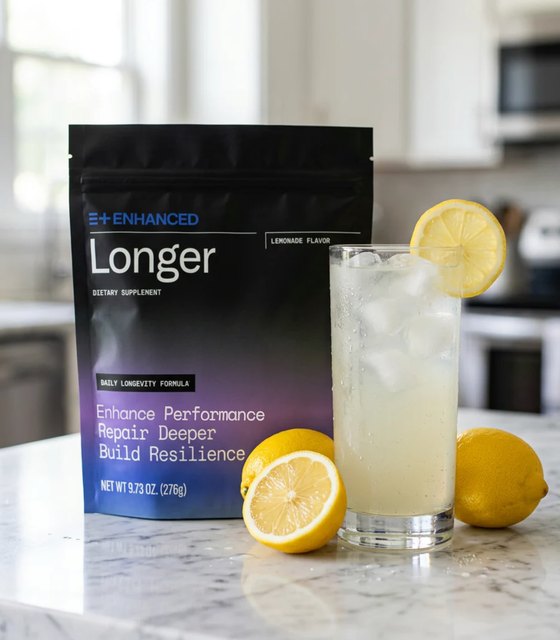 E+ ENHANCED
Longer
LEMONADE FLAVOR
DIETARY SUPPLEMENT
DAILY LONGEVITY FORMULA
Enhance Performance
Repair Deeper
Build Resilience
NET WT 9.73 OZ. (276g)